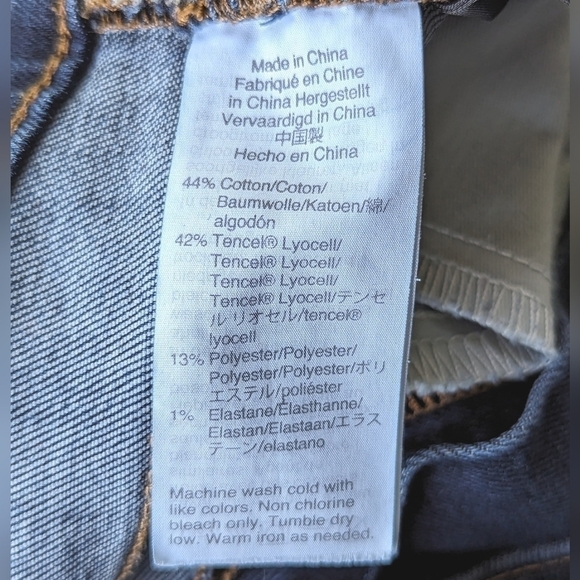 Made in China
Fabriqué en Chine
in China Hergestellt
Vervaardigd in China
中国製
Hecho en China
44% Cotton/Coton/
Baumwolle/Katoen/綿/
algodón
42% Tencel® Lyocell/
Tencel® Lyocell/
Tencel® Lyocell/
Tencel® Lyocell/テンセ
ル リオセル/tencel®
lyocell
13% Polyester/Polyester/
Polyester/Polyester/ポリ
エステル/poliéster
1% Elastane/Élasthanne/
Elastan/Elastaan/エラス
テーン/elastano
Machine wash cold with
like colors. Non chlorine
bleach only. Tumble dry
low. Warm iron as needed.